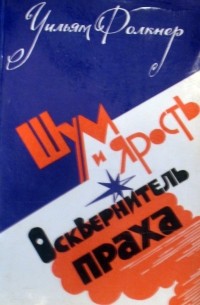 Уильям Фолкнер
Шум
и Ярость
Осквернитель
праха